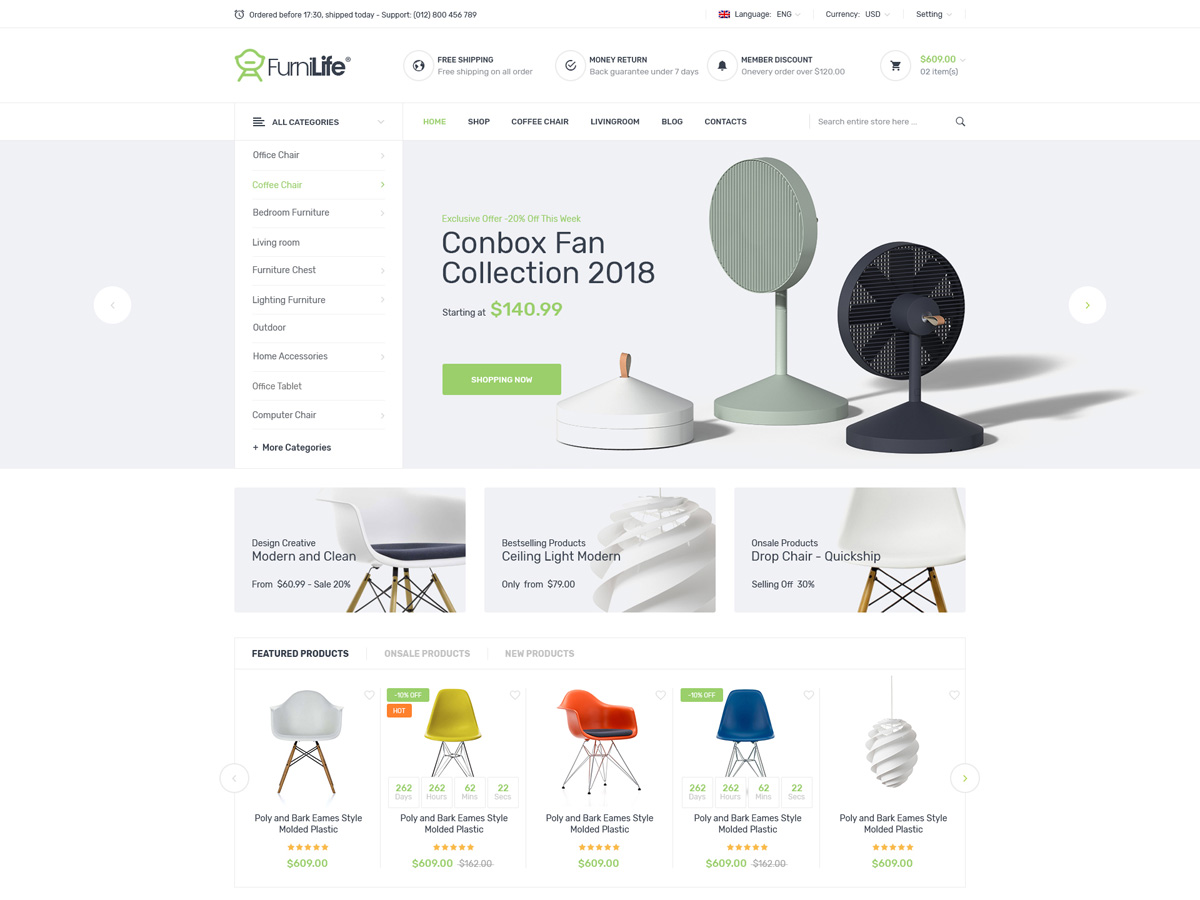 Ordered before 17:30, shipped today - Support: (012) 800 456 789
Language: ENG
Currency: USD
Setting
FurniLife®
FREE SHIPPING
Free shipping on all order
MONEY RETURN
Back guarantee under 7 days
MEMBER DISCOUNT
Onevery order over $120.00
$609.00
02 item(s)
ALL CATEGORIES
HOME
SHOP
COFFEE CHAIR
LIVINGROOM
BLOG
CONTACTS
Search entire store here ...
Office Chair
Coffee Chair
Bedroom Furniture
Living room
Furniture Chest
Lighting Furniture
Outdoor
Home Accessories
Office Tablet
Computer Chair
+ More Categories
Exclusive Offer -20% Off This Week
Conbox Fan
Collection 2018
Starting at $140.99
SHOPPING NOW
Design Creative
Modern and Clean
From $60.99 - Sale 20%
Bestselling Products
Ceiling Light Modern
Only from $79.00
Onsale Products
Drop Chair - Quickship
Selling Off 30%
FEATURED PRODUCTS
ONSALE PRODUCTS
NEW PRODUCTS
Poly and Bark Eames Style
Molded Plastic
$609.00
-10% OFF
HOT
262 262 62 22
Days Hours Mins Secs
Poly and Bark Eames Style
Molded Plastic
$609.00 $162.00
Poly and Bark Eames Style
Molded Plastic
$609.00
-10% OFF
262 262 62 22
Days Hours Mins Secs
Poly and Bark Eames Style
Molded Plastic
$609.00 $162.00
Poly and Bark Eames Style
Molded Plastic
$609.00